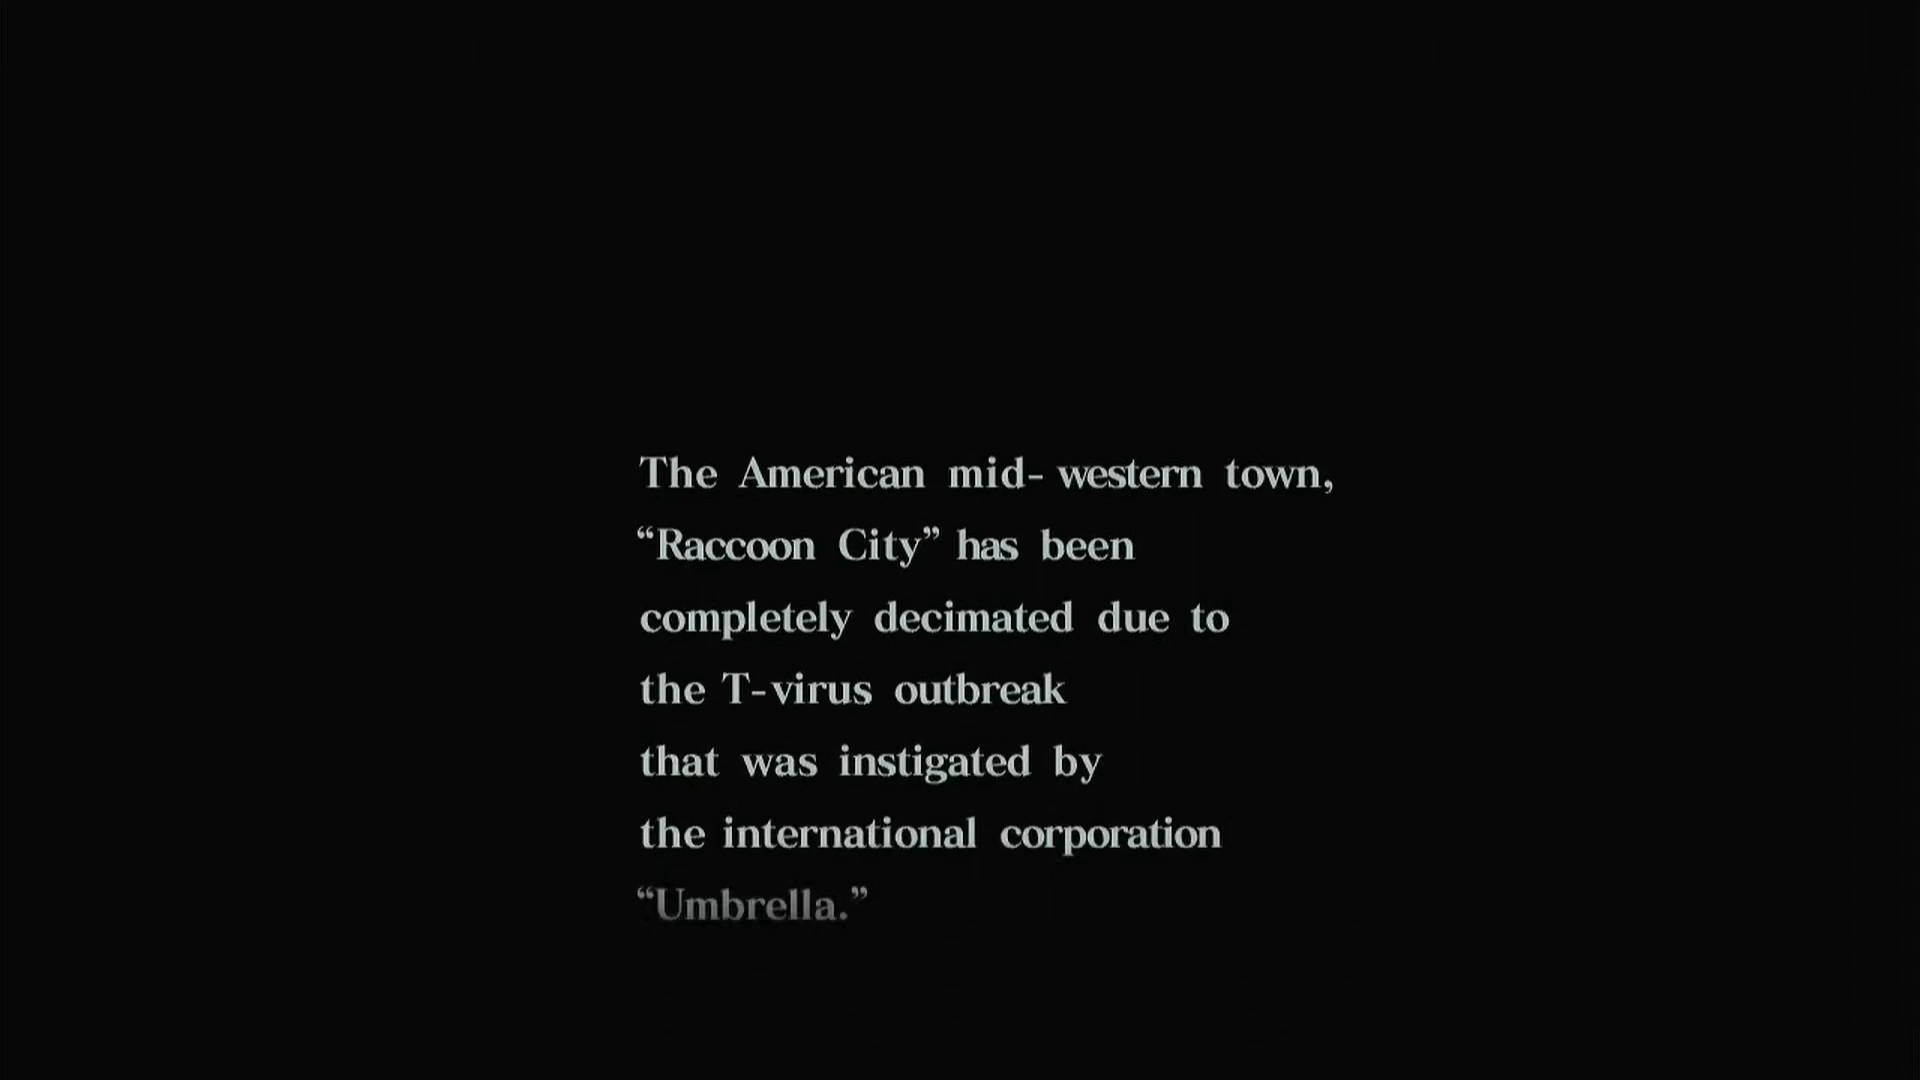 The American mid- western town,
“Raccoon City” has been
completely decimated due to
the T-virus outbreak
that was instigated by
the international corporation
“Umbrella.”